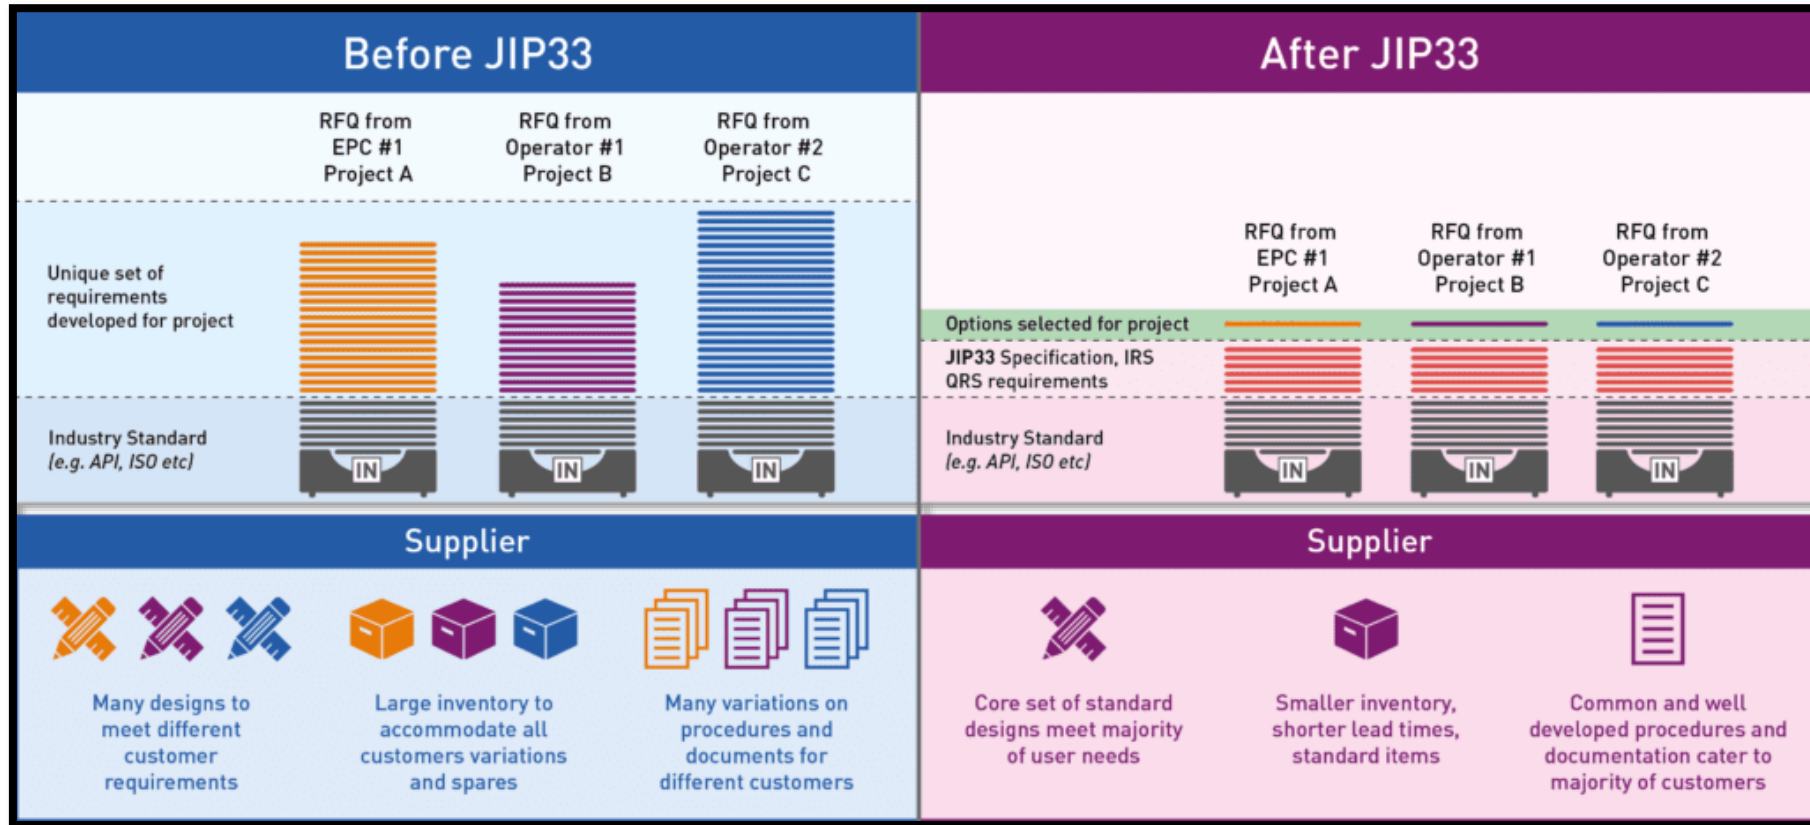 Before JIP33
RFQ from
EPC #1
Project A
RFQ from
Operator #1
Project B
RFQ from
Operator #2
Project C
Unique set of
requirements
developed for project
Industry Standard
(e.g. API, ISO etc)
IN
IN
IN
Supplier
Many designs to
meet different
customer
requirements
Large inventory to
accommodate all
customers variations
and spares
Many variations on
procedures and
documents for
different customers
After JIP33
RFQ from
EPC #1
Project A
RFQ from
Operator #1
Project B
RFQ from
Operator #2
Project C
Options selected for project
JIP33 Specification, IRS
QRS requirements
Industry Standard
(e.g. API, ISO etc)
IN
IN
IN
Supplier
Core set of standard
designs meet majority
of user needs
Smaller inventory,
shorter lead times,
standard items
Common and well
developed procedures and
documentation cater to
majority of customers